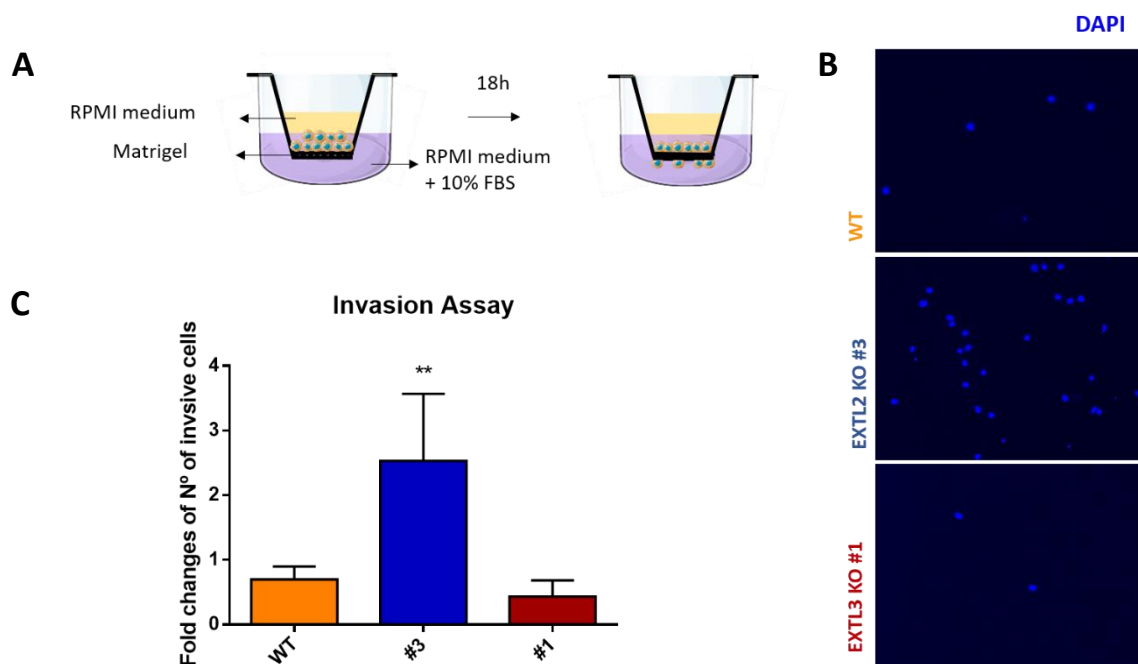 A
18h
RPMI medium
Matrigel
RPMI medium
+ 10% FBS
DAPI
B
WT
EXTL2 KO #3
EXTL3 KO #1
C
Invasion Assay
Fold changes of Nº of invsive cells
4
3
2
1
0
**
WT
#3
#1